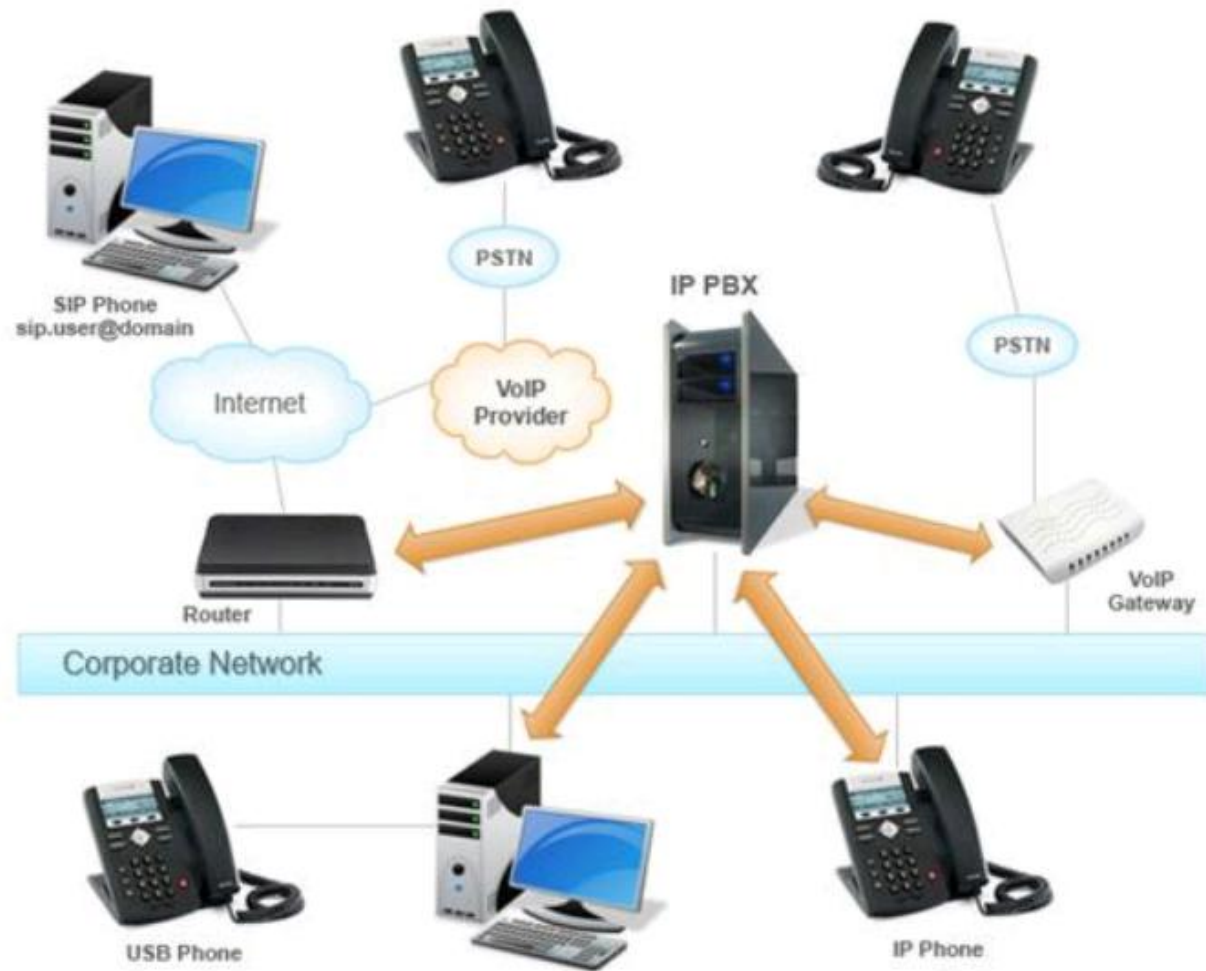 PSTN
IP PBX
SIP Phone
sip.user@domain
PSTN
Internet
VoIP
Provider
Router
VoIP
Gateway
Corporate Network
USB Phone
IP Phone